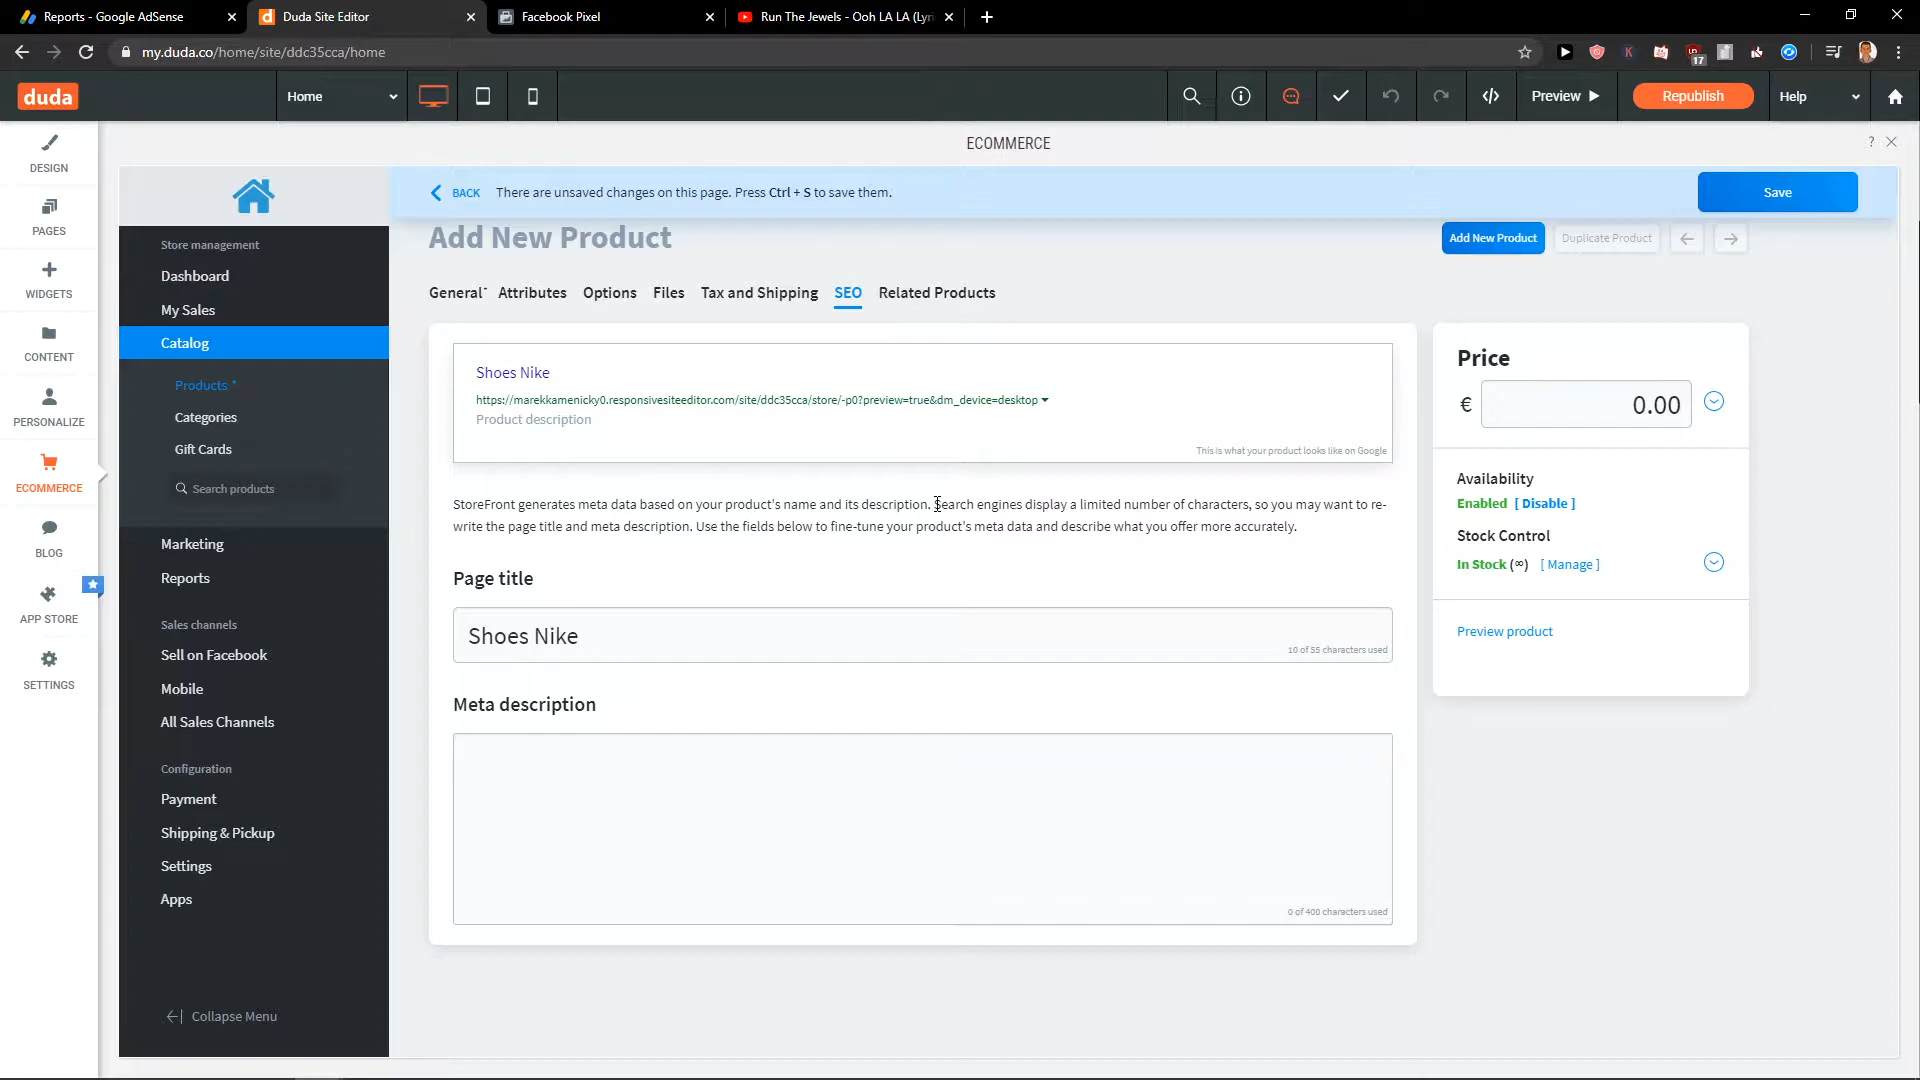 Reports - Google AdSense
Duda Site Editor
Facebook Pixel
Run The Jewels - Ooh LA LA (Lyri
my.duda.co/home/site/ddc35cca/home
17
duda
Home
Preview
Republish
Help
DESIGN
PAGES
WIDGETS
CONTENT
PERSONALIZE
ECOMMERCE
BLOG
APP STORE
SETTINGS
ECOMMERCE
?
Store management
Dashboard
My Sales
Catalog
Products *
Categories
Gift Cards
Search products
Marketing
Reports
Sales channels
Sell on Facebook
Mobile
All Sales Channels
Configuration
Payment
Shipping & Pickup
Settings
Apps
Collapse Menu
BACK There are unsaved changes on this page. Press Ctrl + S to save them.
Save
Add New Product
Add New Product
Duplicate Product
General* Attributes Options Files Tax and Shipping SEO Related Products
Shoes Nike
https://marekkamenicky0.responsivesiteeditor.com/site/ddc35cca/store/-p0?preview=true&dm_device=desktop
Product description
This is what your product looks like on Google
StoreFront generates meta data based on your product's name and its description. Search engines display a limited number of characters, so you may want to re-
write the page title and meta description. Use the fields below to fine-tune your product's meta data and describe what you offer more accurately.
Page title
Shoes Nike
10 of 55 characters used
Meta description
0 of 400 characters used
Price
€ 0.00
Availability
Enabled [ Disable ]
Stock Control
In Stock (∞) [ Manage ]
Preview product